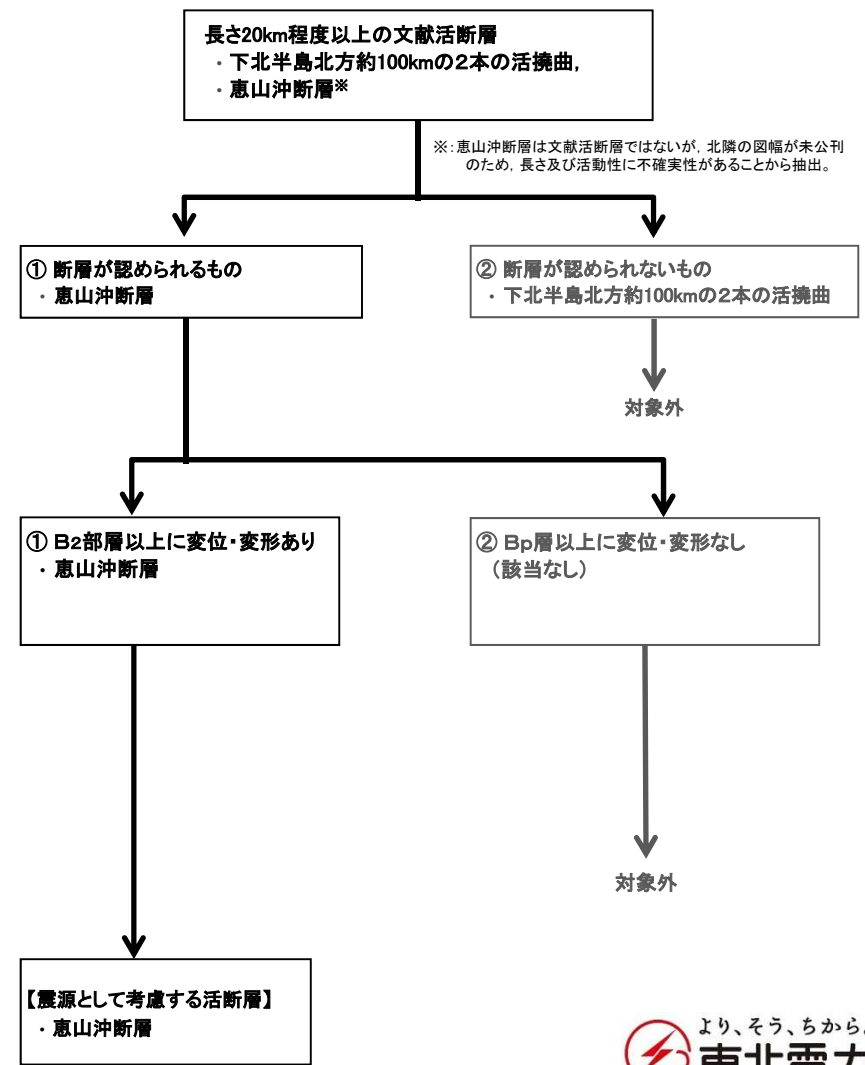 長さ20km程度以上の文献活断層
・下北半島北方約100kmの2本の活撓曲,
・恵山沖断層※
※:恵山沖断層は文献活断層ではないが, 北隣の図幅が未公刊
のため, 長さ及び活動性に不確実性があることから抽出。
① 断層が認められるもの
・恵山沖断層
② 断層が認められないもの
・下北半島北方約100kmの2本の活撓曲
対象外
① B2部層以上に変位・変形あり
・恵山沖断層
② Bp層以上に変位・変形なし
(該当なし)
対象外
【震源として考慮する活断層】
・恵山沖断層
より、そう、ちから。
東北電力